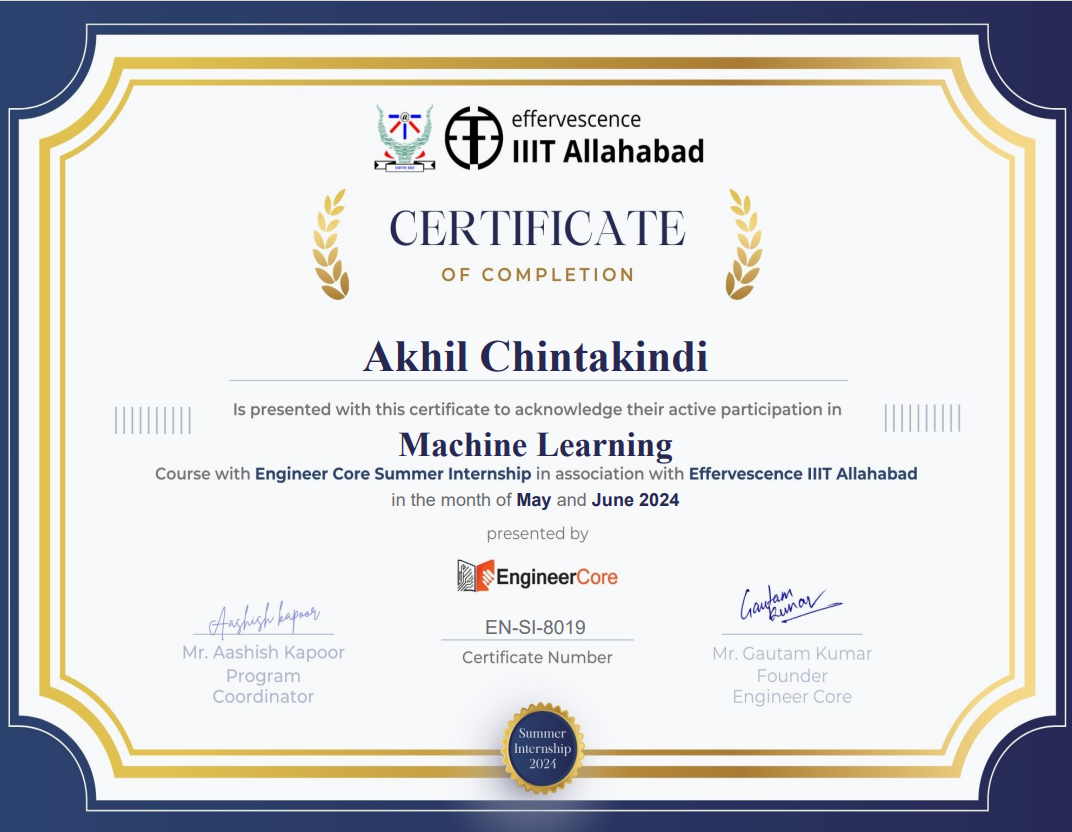 effervescence
IIIT Allahabad
CERTIFICATE
OF COMPLETION
Akhil Chintakindi
Is presented with this certificate to acknowledge their active participation in
Machine Learning
Course with Engineer Core Summer Internship in association with Effervescence IIIT Allahabad
in the month of May and June 2024
presented by
EngineerCore
Aashish kapoor
Mr. Aashish Kapoor
Program
Coordinator
EN-SI-8019
Certificate Number
Gautam
Kumar
Mr. Gautam Kumar
Founder
Engineer Core
Summer
Internship
2024